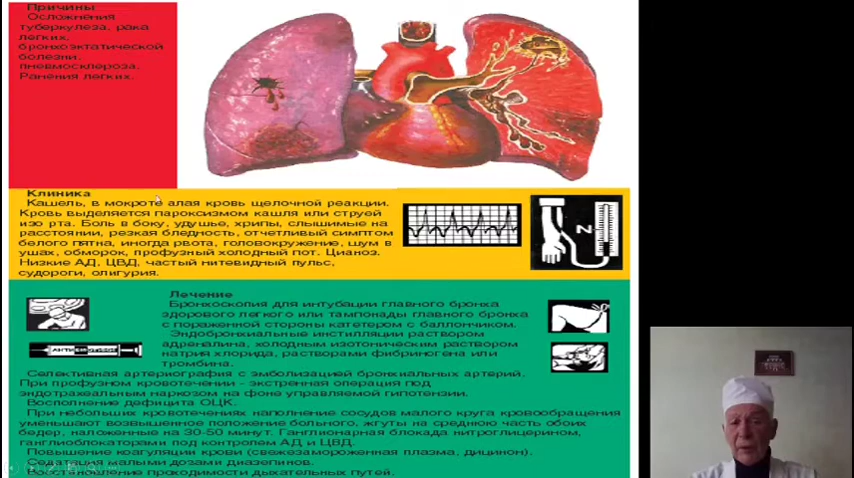 Причины
Осложнения
туберкулеза, рака
легких,
бронхоэктатической
болезни,
пневмосклероза.
Ранения легких.
Клиника
Кашель, в мокроте алая кровь щелочной реакции.
Кровь выделяется пароксизмом кашля или струей
изо рта. Боль в боку, удушье, хрипы, слышимые на
расстоянии, резкая бледность, отчетливый симптом
белого пятна, иногда рвота, головокружение, шум в
ушах, обморок, профузный холодный пот. Цианоз.
Низкие АД, ЦВД, частый нитевидный пульс,
судороги, олигурия.
N
Лечение
Бронхоскопия для интубации главного бронха
здорового легкого или тампонады главного бронха
с пораженной стороны катетером с баллончиком.
Эндобронхиальные инстилляции раствором
адреналина, холодным изотоническим раствором
натрия хлорида, растворами фибриногена или
тромбина.
Селективная артериография с эмболизацией бронхиальных артерий.
При профузном кровотечении - экстренная операция под
эндотрахеальным наркозом на фоне управляемой гипотензии.
Восполнение дефицита ОЦК.
При небольших кровотечениях наполнение сосудов малого круга кровообращения
уменьшают возвышенное положение больного, жгуты на среднюю часть обоих
бедер, наложенные на 30-50 минут. Ганглионарная блокада нитроглицерином,
ганглиоблокаторами под контролем АД и ЦВД.
Повышение коагуляции крови (свежезамороженная плазма, дицинон).
Седатация малыми дозами диазепинов.
Восстановление проходимости дыхательных путей.